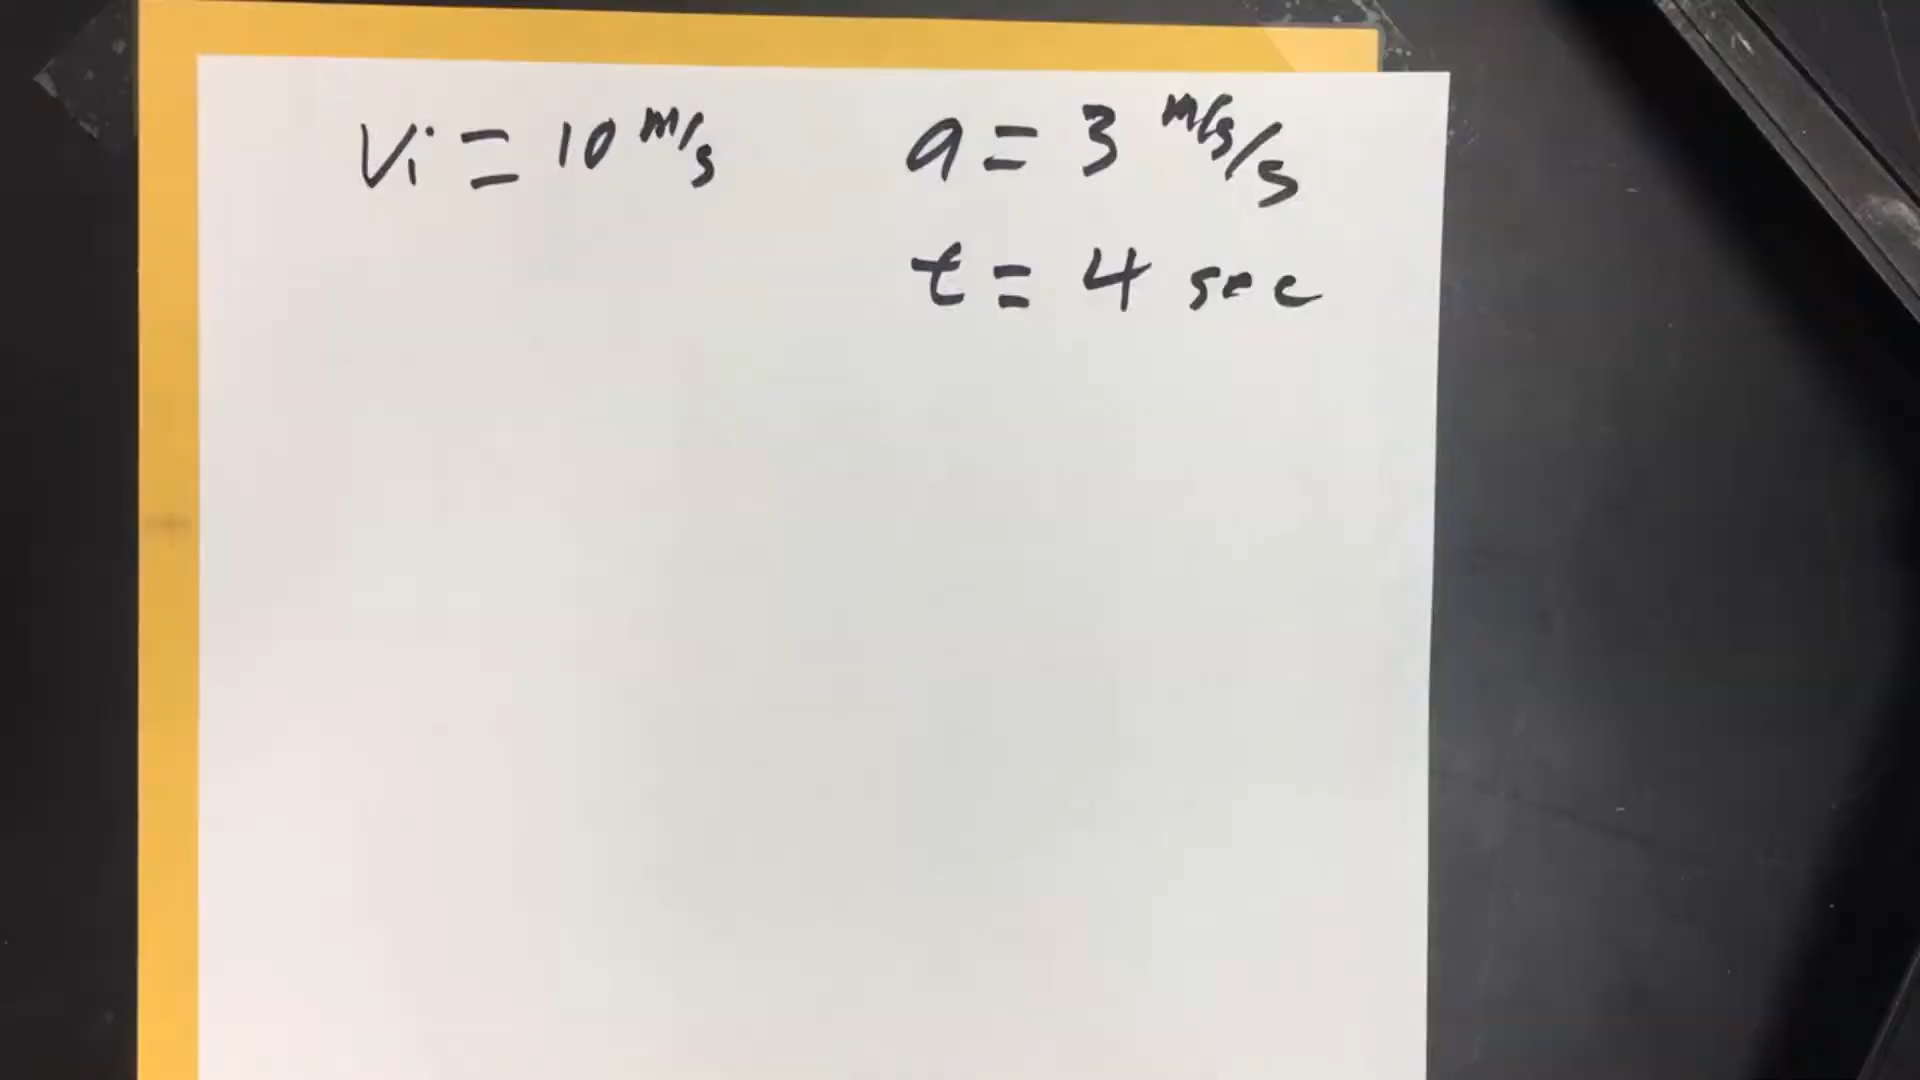 Vi = 10 m/s a = 3 m/s/s
t = 4 sec